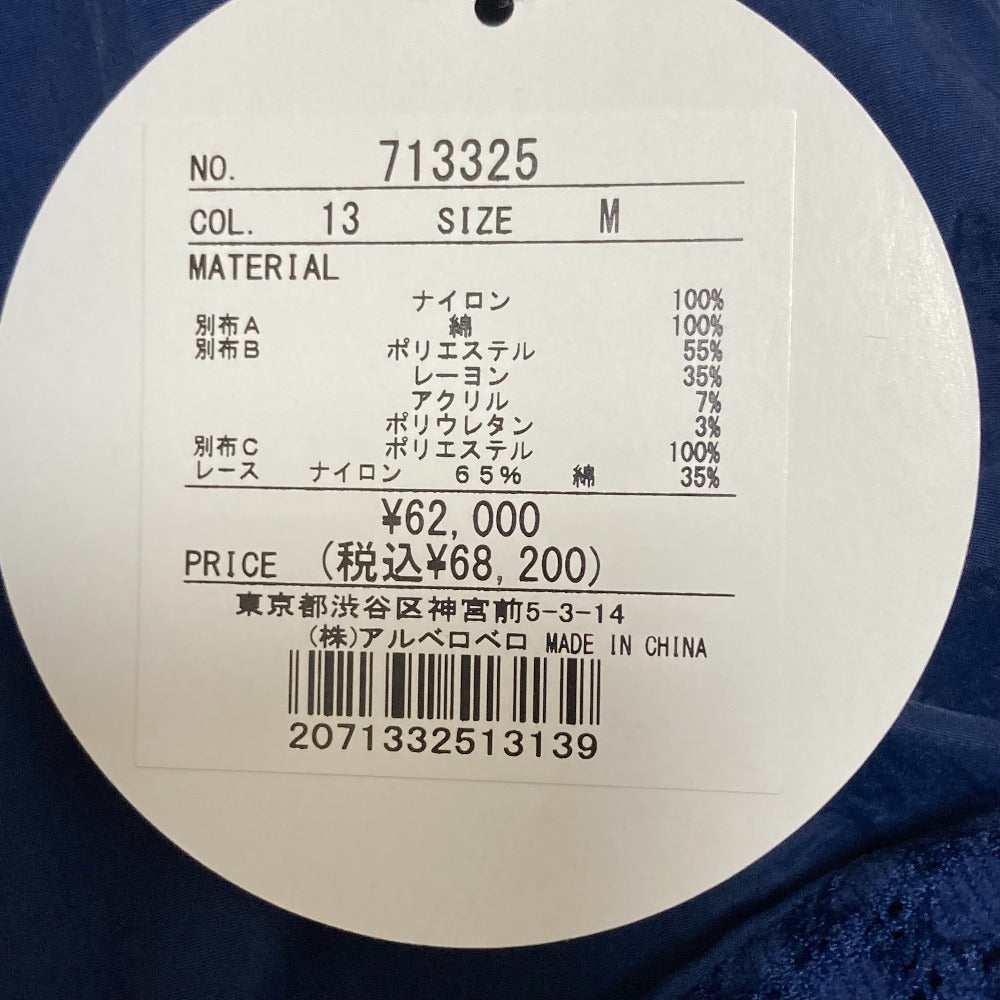 NO. 713325
COL. 13 SIZE M
MATERIAL
ナイロン 100%
別布A 綿 100%
別布B ポリエステル 55%
レーヨン 35%
アクリル 7%
ポリウレタン 3%
別布C ポリエステル 100%
レース ナイロン 65% 綿 35%
¥62,000
PRICE (税込¥68,200)
東京都渋谷区神宮前5-3-14
(株)アルベロベロ MADE IN CHINA
2071332513139